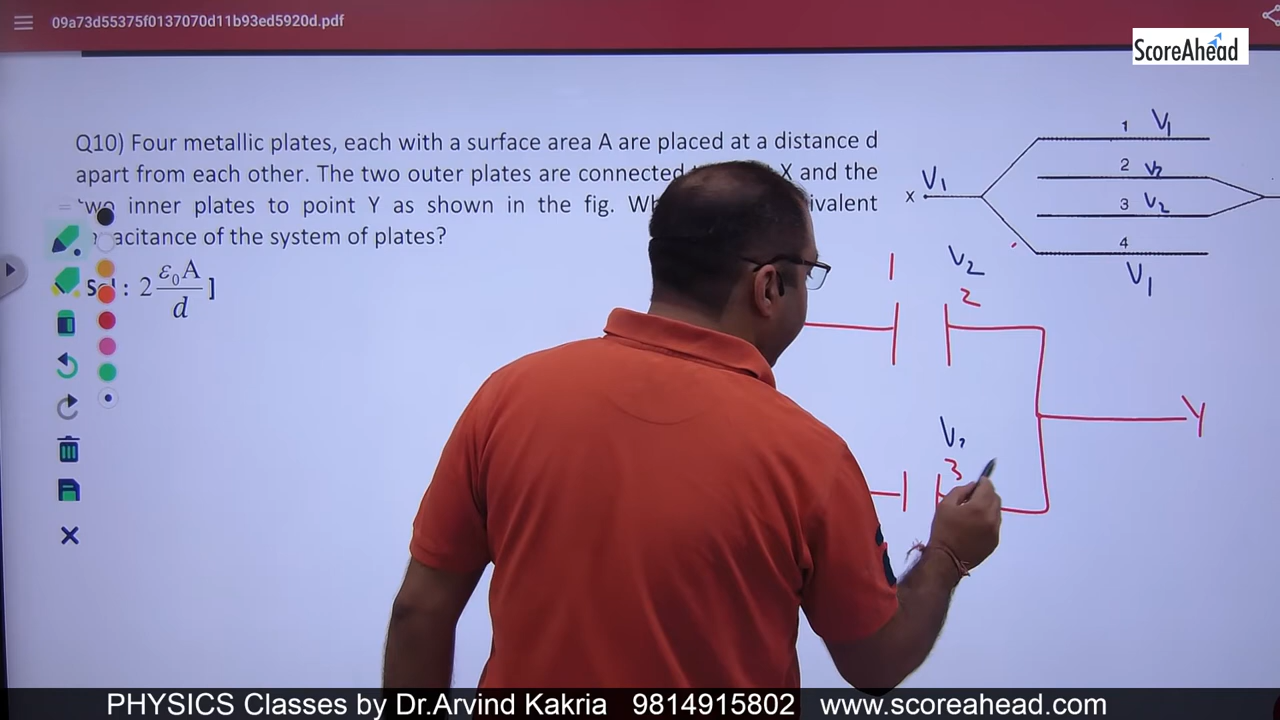 09a73d55375f0137070d11b93ed5920d.pdf
ScoreAhead
Q10) Four metallic plates, each with a surface area A are placed at a distance d
apart from each other. The two outer plates are connected X and the
two inner plates to point Y as shown in the fig.
of the system of plates?
: 2 ε₀A / d ]
1 V₁
2 V₂
3 V₂
4
V₁
x V₁
1 V₂
2
Y
V₂
3
PHYSICS Classes by Dr.Arvind Kakria 9814915802 www.scoreahead.com